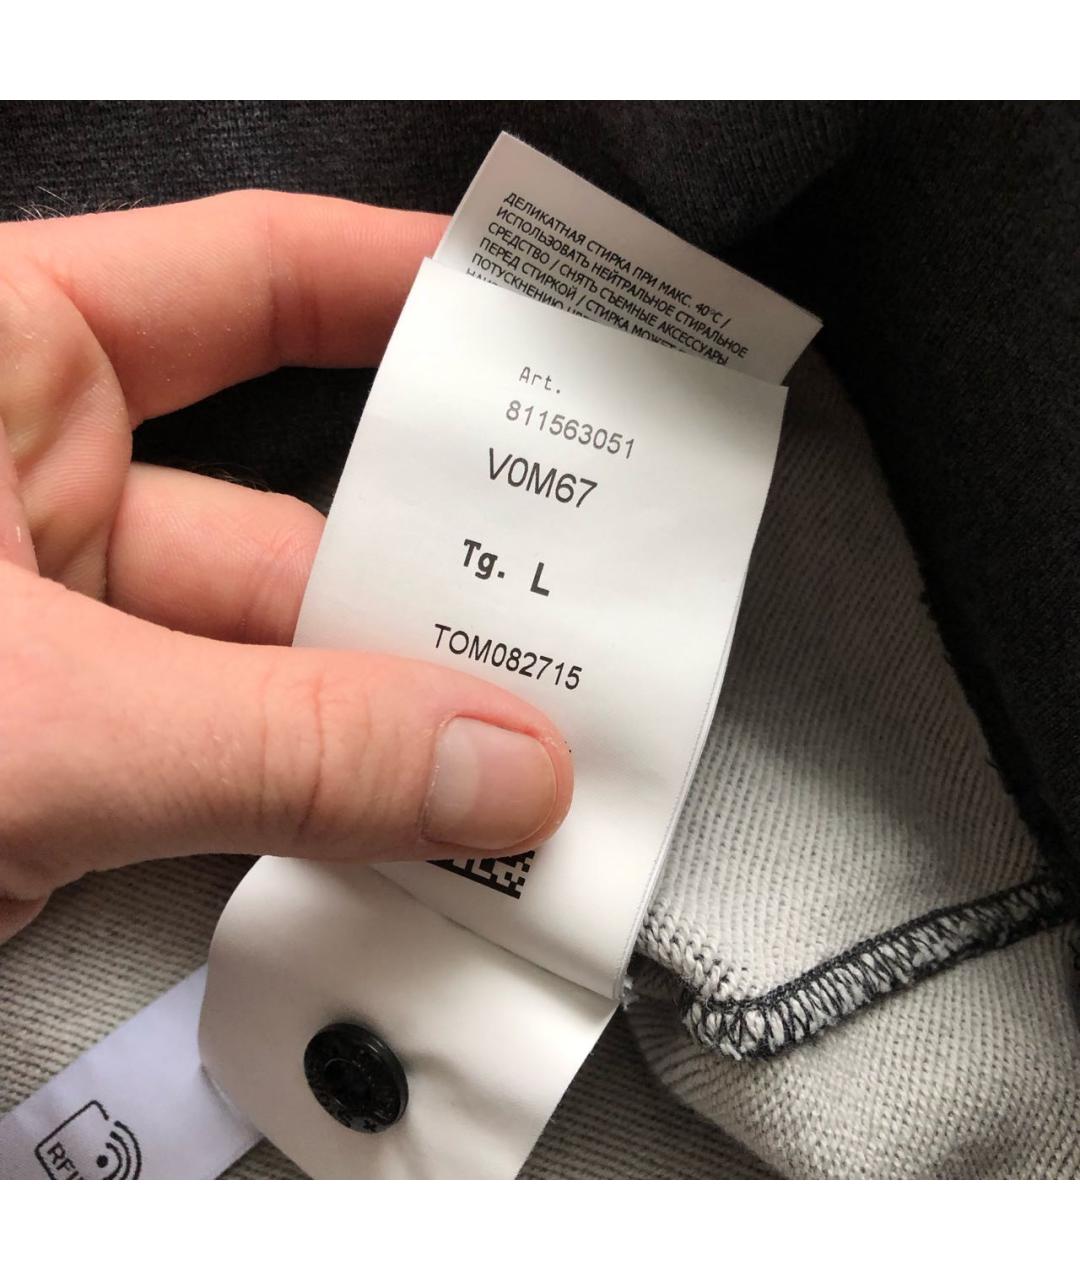 ДЕЛИКАТНАЯ СТИРКА ПРИ МАКС. 40°C /
ИСПОЛЬЗОВАТЬ НЕЙТРАЛЬНОЕ СТИРАЛЬНОЕ
СРЕДСТВО / СНЯТЬ СЪЕМНЫЕ АКСЕССУАРЫ
ПЕРЕД СТИРКОЙ / СТИРКА МОЖЕТ
ПОТУСКНЕНИЮ
Art.
811563051
V0M67
Tg. L
TOM082715
RFI